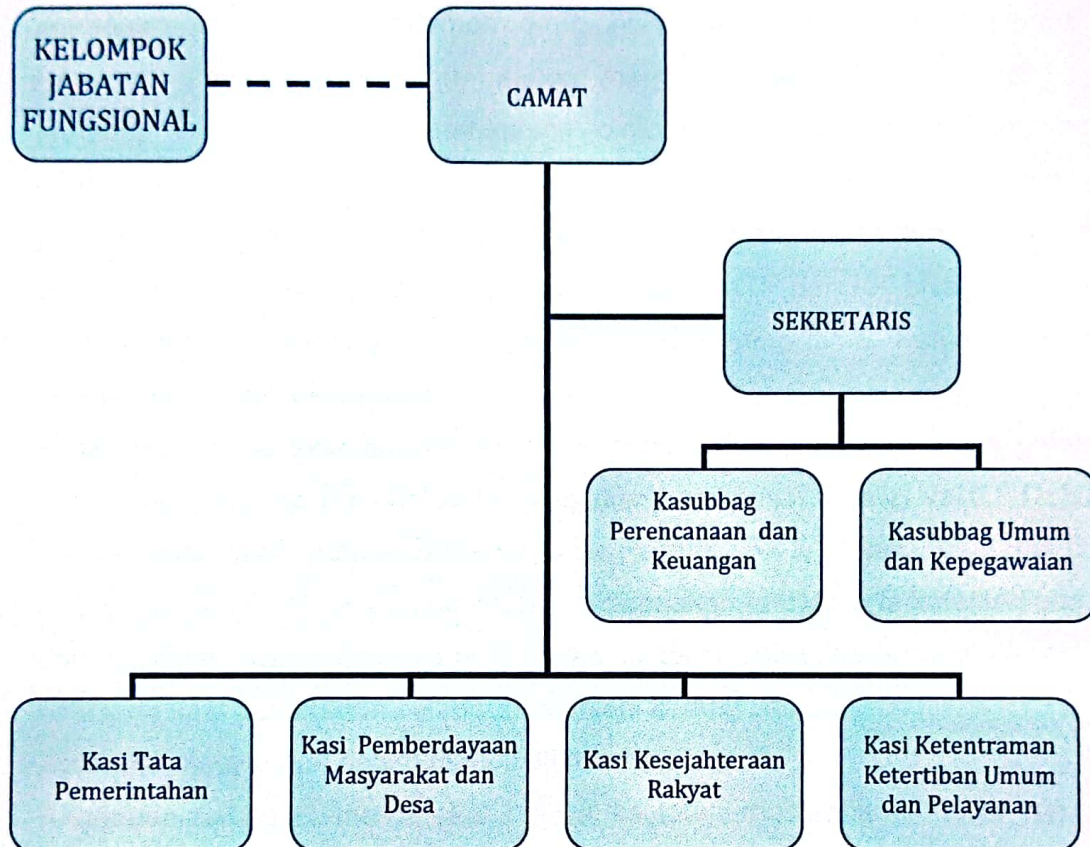 KELOMPOK
JABATAN
FUNGSIONAL
CAMAT
SEKRETARIS
Kasubbag
Perencanaan dan
Keuangan
Kasubbag Umum
dan Kepegawaian
Kasi Tata
Pemerintahan
Kasi Pemberdayaan
Masyarakat dan
Desa
Kasi Kesejahteraan
Rakyat
Kasi Ketentraman
Ketertiban Umum
dan Pelayanan